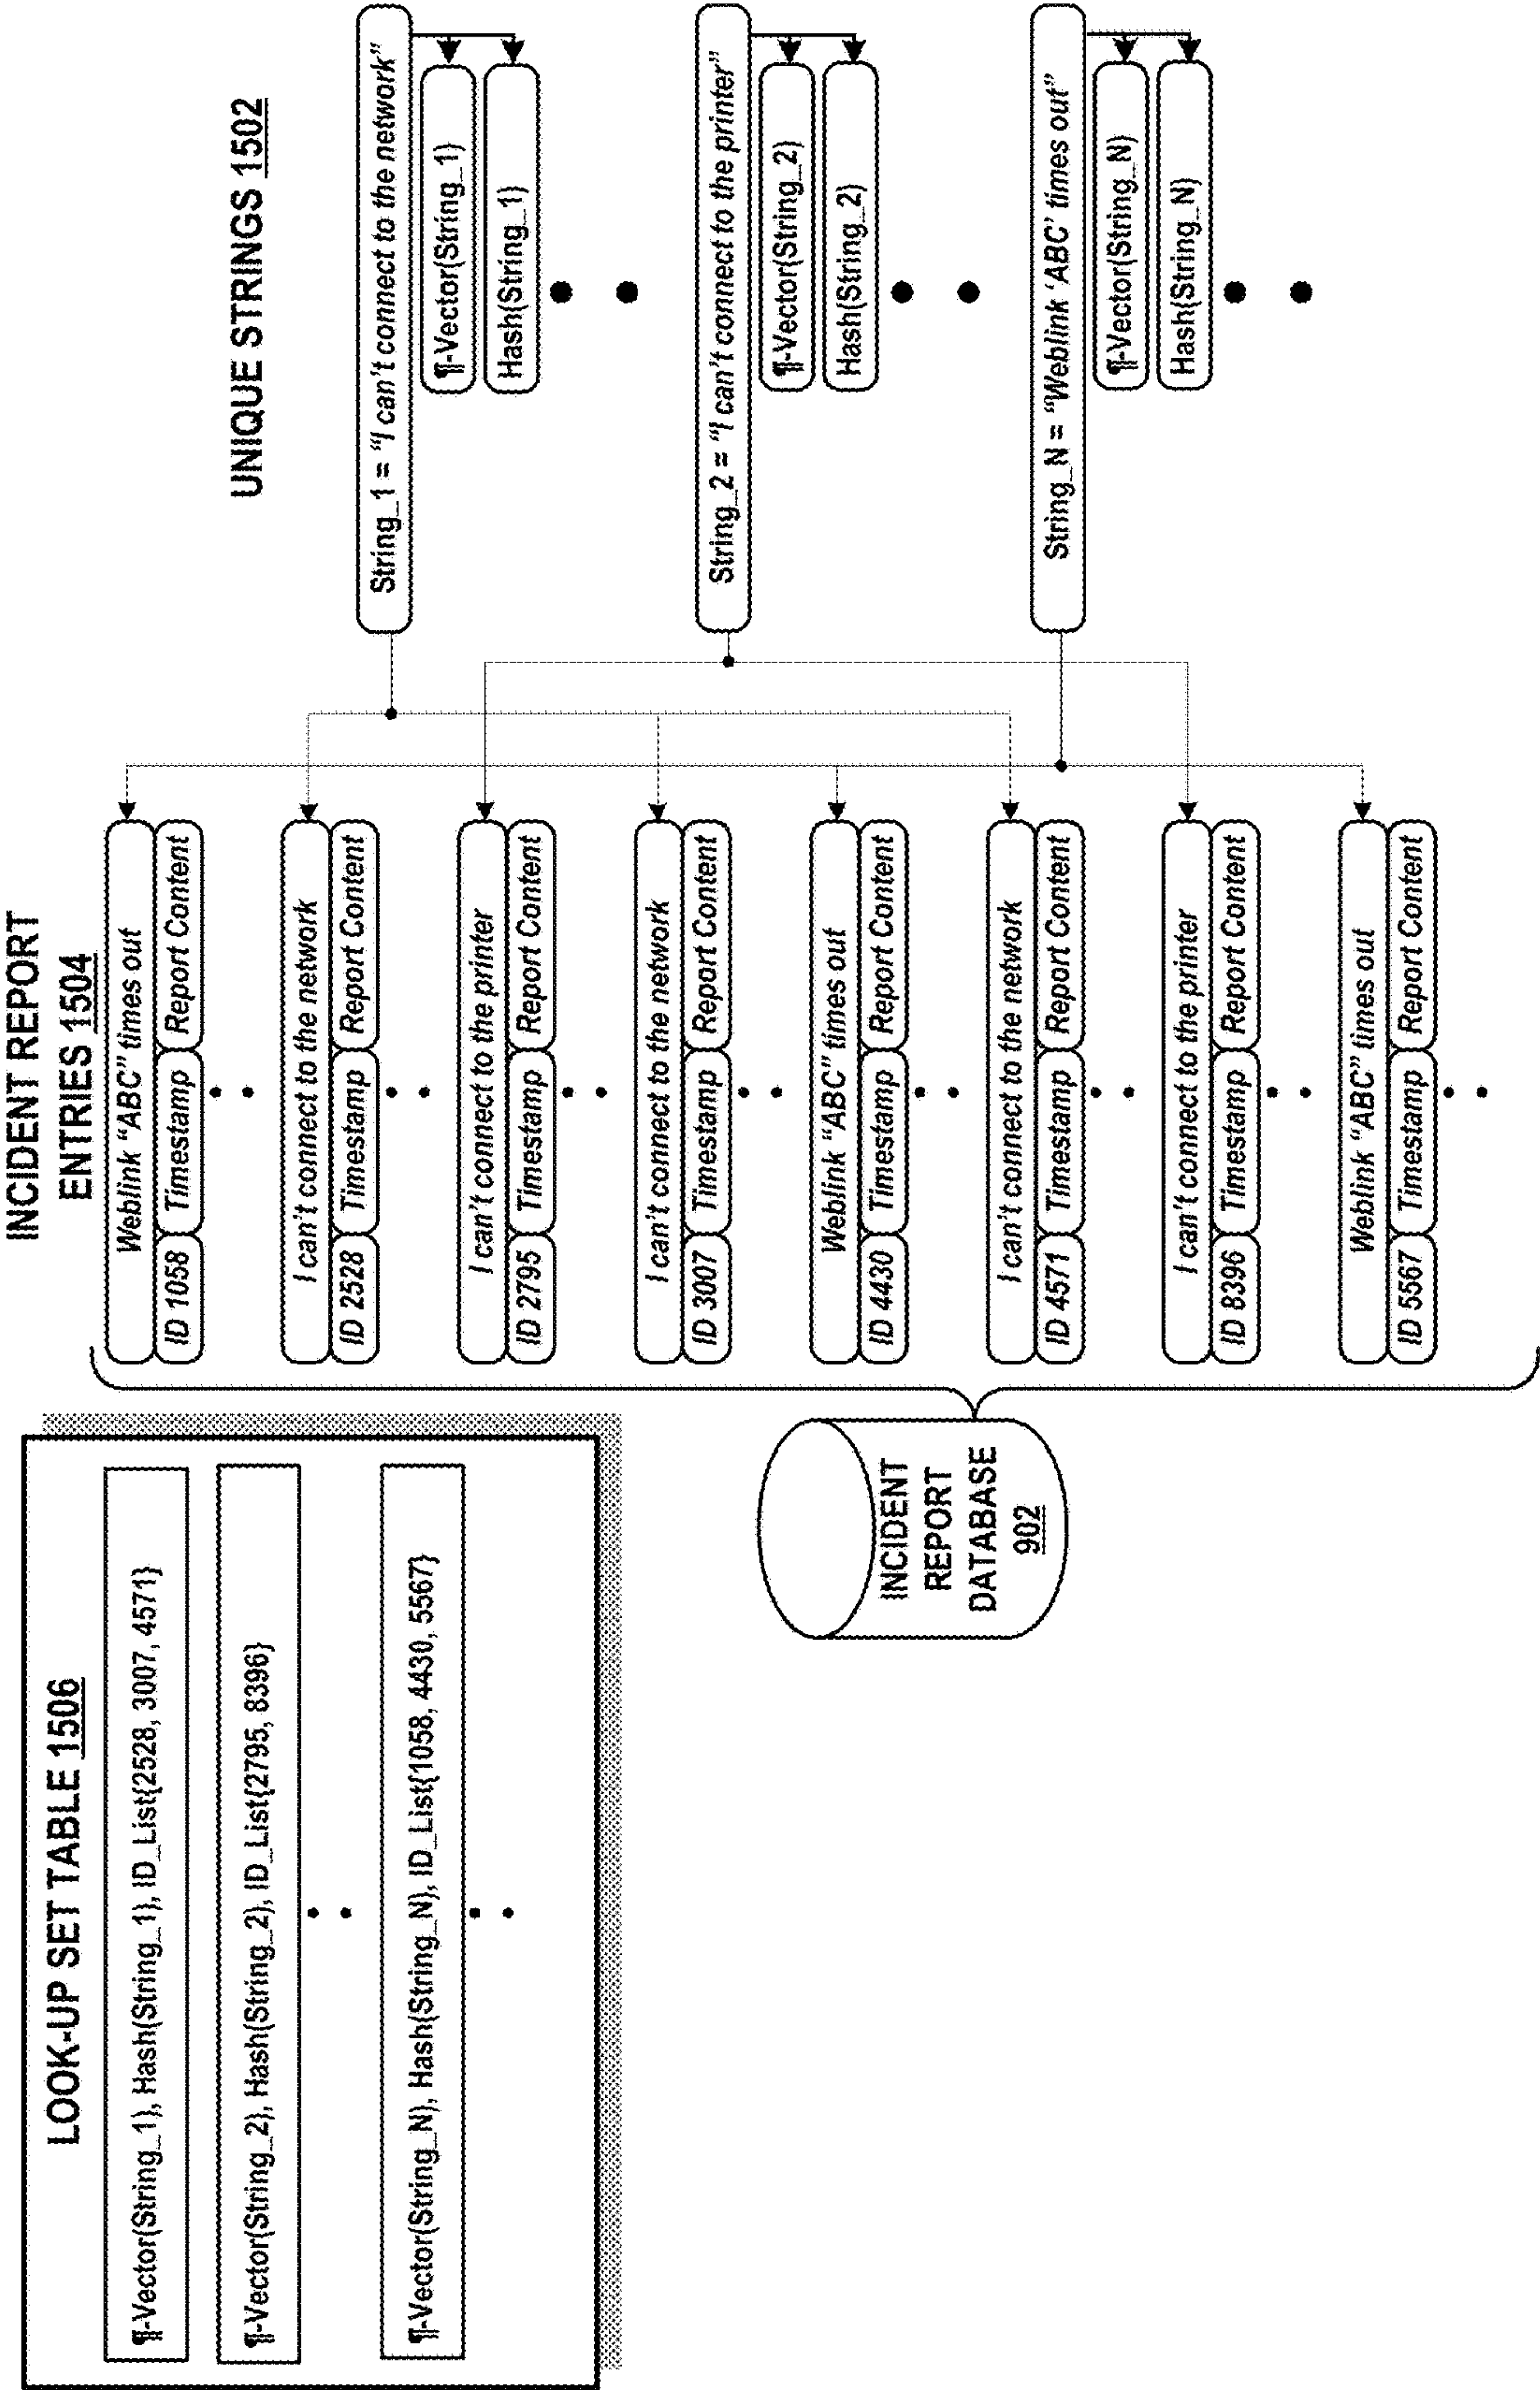 LOOK-UP SET TABLE 1506
¶-Vector(String_1), Hash(String_1), ID_List{2528, 3007, 4571}
¶-Vector(String_2), Hash(String_2), ID_List{2795, 8396}
¶-Vector(String_N), Hash(String_N), ID_List{1058, 4430, 5567}
INCIDENT
REPORT
DATABASE
902
INCIDENT REPORT
ENTRIES 1504
Weblink “ABC” times out
ID 1058 Timestamp Report Content
I can't connect to the network
ID 2528 Timestamp Report Content
I can't connect to the printer
ID 2795 Timestamp Report Content
I can't connect to the network
ID 3007 Timestamp Report Content
Weblink “ABC” times out
ID 4430 Timestamp Report Content
I can't connect to the network
ID 4571 Timestamp Report Content
I can't connect to the printer
ID 8396 Timestamp Report Content
Weblink “ABC” times out
ID 5567 Timestamp Report Content
UNIQUE STRINGS 1502
String_1 = “I can't connect to the network”
¶-Vector(String_1)
Hash(String_1)
String_2 = “I can't connect to the printer”
¶-Vector(String_2)
Hash(String_2)
String_N = “Weblink ‘ABC’ times out”
¶-Vector(String_N)
Hash(String_N)